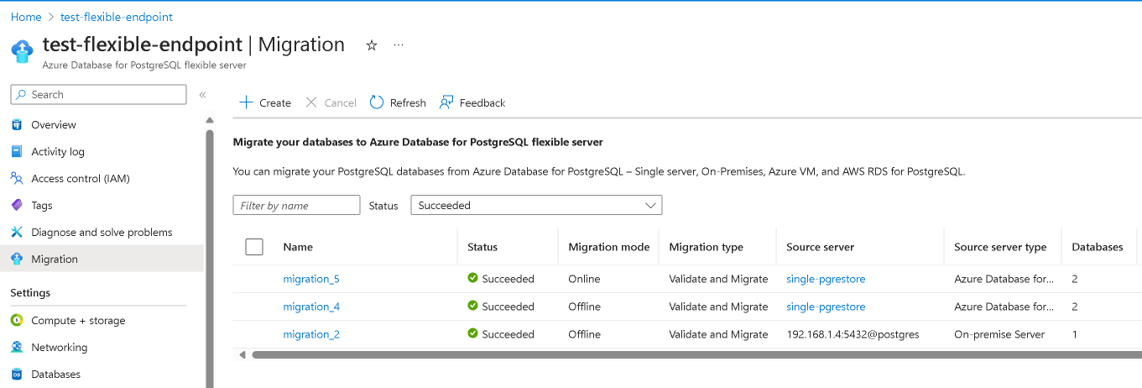 Home > test-flexible-endpoint
test-flexible-endpoint | Migration
Azure Database for PostgreSQL flexible server
Search
Overview
Activity log
Access control (IAM)
Tags
Diagnose and solve problems
Migration
Settings
Compute + storage
Networking
Databases
Create Cancel Refresh Feedback
Migrate your databases to Azure Database for PostgreSQL flexible server
You can migrate your PostgreSQL databases from Azure Database for PostgreSQL – Single server, On-Premises, Azure VM, and AWS RDS for PostgreSQL.
Filter by name Status Succeeded
Name Status Migration mode Migration type Source server Source server type Databases
migration_5 Succeeded Online Validate and Migrate single-pgrestore Azure Database for... 2
migration_4 Succeeded Offline Validate and Migrate single-pgrestore Azure Database for... 2
migration_2 Succeeded Offline Validate and Migrate 192.168.1.4:5432@postgres On-premise Server 1